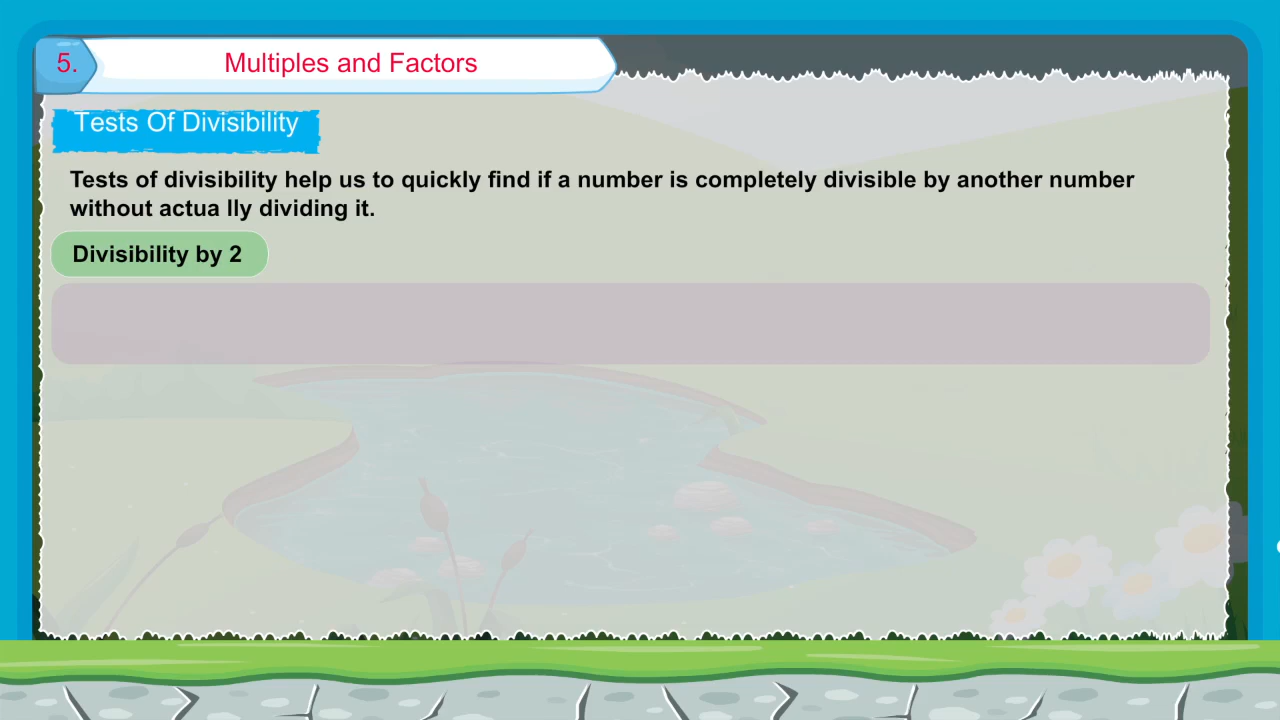 5.
Multiples and Factors
Tests Of Divisibility
Tests of divisibility help us to quickly find if a number is completely divisible by another number
without actua lly dividing it.
Divisibility by 2